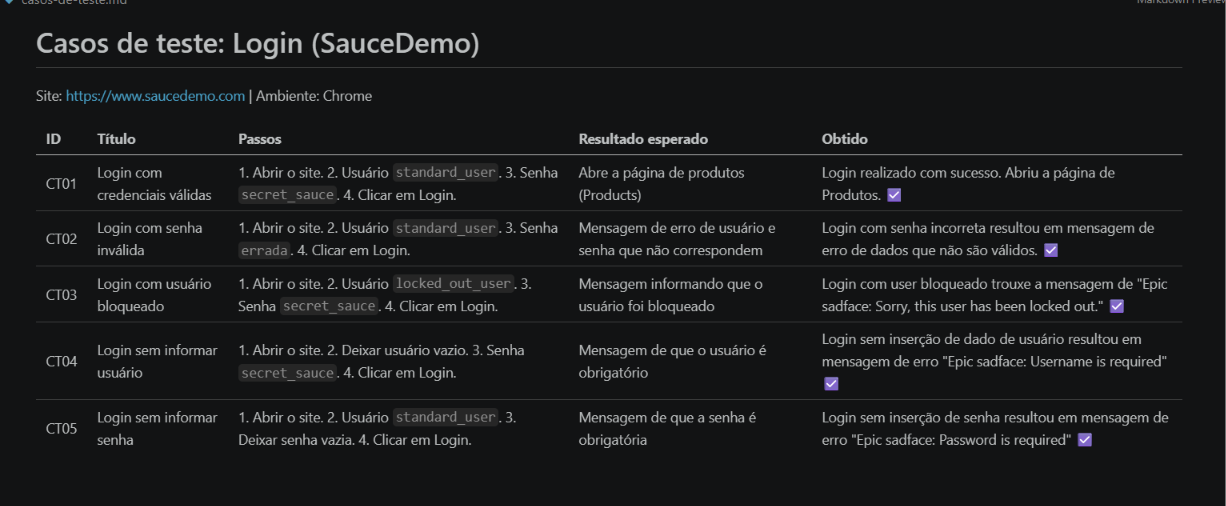 casos-de-teste.md
Markdown Preview
Casos de teste: Login (SauceDemo)
Site: https://www.saucedemo.com | Ambiente: Chrome
ID Título Passos Resultado esperado Obtido
CT01
Login com
credenciais válidas
1. Abrir o site. 2. Usuário standard_user. 3. Senha
secret_sauce. 4. Clicar em Login.
Abre a página de produtos
(Products)
Login realizado com sucesso. Abriu a página de
Produtos. ☑
CT02
Login com senha
inválida
1. Abrir o site. 2. Usuário standard_user. 3. Senha
errada. 4. Clicar em Login.
Mensagem de erro de usuário e
senha que não correspondem
Login com senha incorreta resultou em mensagem de
erro de dados que não são válidos. ☑
CT03
Login com usuário
bloqueado
1. Abrir o site. 2. Usuário locked_out_user. 3.
Senha secret_sauce. 4. Clicar em Login.
Mensagem informando que o
usuário foi bloqueado
Login com user bloqueado trouxe a mensagem de "Epic
sadface: Sorry, this user has been locked out." ☑
CT04
Login sem informar
usuário
1. Abrir o site. 2. Deixar usuário vazio. 3. Senha
secret_sauce. 4. Clicar em Login.
Mensagem de que o usuário é
obrigatório
Login sem inserção de dado de usuário resultou em
mensagem de erro "Epic sadface: Username is required"
☑
CT05
Login sem informar
senha
1. Abrir o site. 2. Usuário standard_user. 3.
Deixar senha vazia. 4. Clicar em Login.
Mensagem de que a senha é
obrigatória
Login sem inserção de senha resultou em mensagem de
erro "Epic sadface: Password is required" ☑